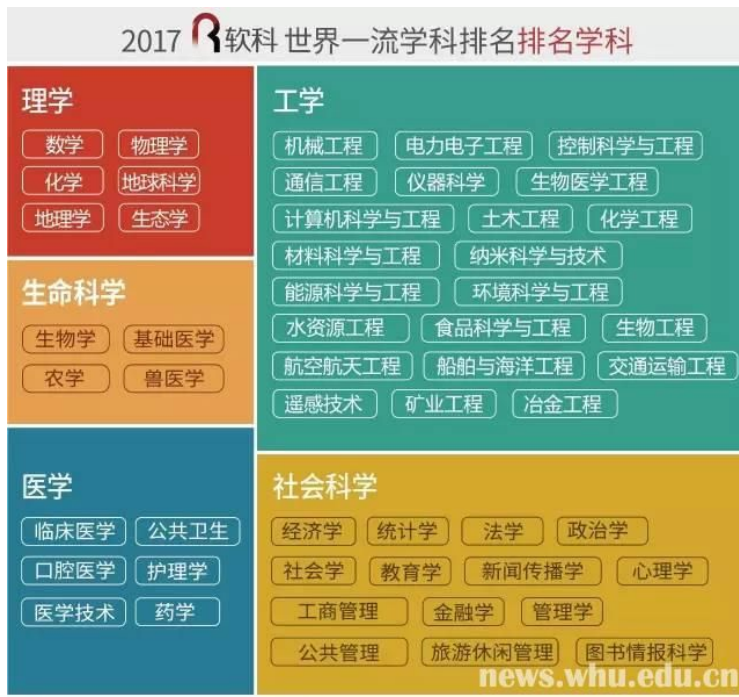 2017 软科 世界一流学科排名排名学科
理学
数学 物理学
化学 地球科学
地理学 生态学
生命科学
生物学 基础医学
农学 兽医学
医学
临床医学 公共卫生
口腔医学 护理学
医学技术 药学
工学
机械工程 电力电子工程 控制科学与工程
通信工程 仪器科学 生物医学工程
计算机科学与工程 土木工程 化学工程
材料科学与工程 纳米科学与技术
能源科学与工程 环境科学与工程
水资源工程 食品科学与工程 生物工程
航空航天工程 船舶与海洋工程 交通运输工程
遥感技术 矿业工程 冶金工程
社会科学
经济学 统计学 法学 政治学
社会学 教育学 新闻传播学 心理学
工商管理 金融学 管理学
公共管理 旅游休闲管理 图书情报科学
news.whu.edu.cn